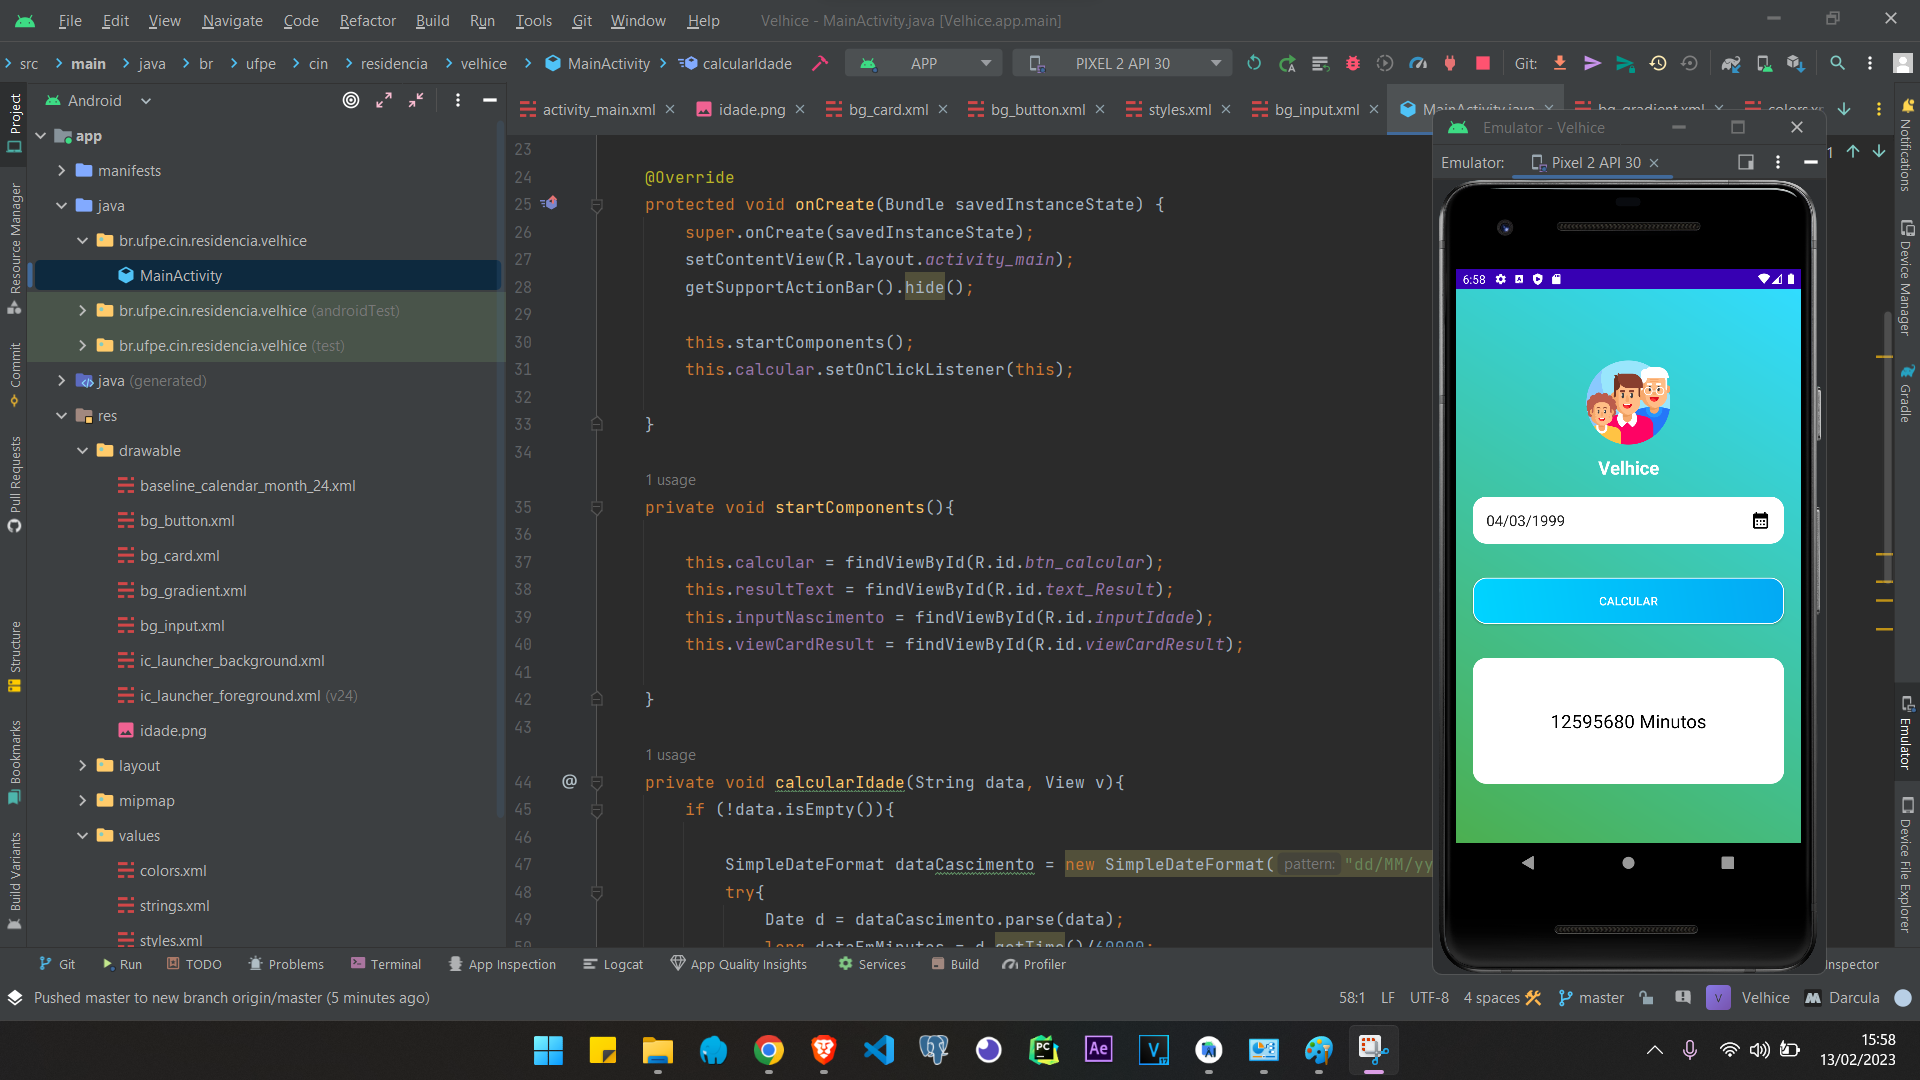 File Edit View Navigate Code Refactor Build Run Tools Git Window Help Velhice - MainActivity.java [Velhice.app.main]
src main java br ufpe cin residencia velhice MainActivity calcularIdade APP PIXEL 2 API 30 Git:
Android
activity_main.xml idade.png bg_card.xml bg_button.xml styles.xml bg_input.xml MainActivity.java bg_gradient.xml
Project
Resource Manager
Commit
Pull Requests
Structure
Bookmarks
Build Variants
app
manifests
java
br.ufpe.cin.residencia.velhice
MainActivity
br.ufpe.cin.residencia.velhice (androidTest)
br.ufpe.cin.residencia.velhice (test)
java (generated)
res
drawable
baseline_calendar_month_24.xml
bg_button.xml
bg_card.xml
bg_gradient.xml
bg_input.xml
ic_launcher_background.xml
ic_launcher_foreground.xml (v24)
idade.png
layout
mipmap
values
colors.xml
strings.xml
styles.xml
23
24 @Override
25 protected void onCreate(Bundle savedInstanceState) {
26 super.onCreate(savedInstanceState);
27 setContentView(R.layout.activity_main);
28 getSupportActionBar().hide();
29
30 this.startComponents();
31 this.calcular.setOnClickListener(this);
32
33 }
34
1 usage
35 private void startComponents(){
36
37 this.calcular = findViewById(R.id.btn_calcular);
38 this.resultText = findViewById(R.id.text_Result);
39 this.inputNascimento = findViewById(R.id.inputIdade);
40 this.viewCardResult = findViewById(R.id.viewCardResult);
41
42 }
43
1 usage
44 @ private void calcularIdade(String data, View v){
45 if (!data.isEmpty()){
46
47 SimpleDateFormat dataCascimento = new SimpleDateFormat( pattern: "dd/MM/yy
48 try{
49 Date d = dataCascimento.parse(data);
50 long dataEmMinutos = d.getTime()/60000;
Emulator - Velhice
Emulator: Pixel 2 API 30
6:58
Velhice
04/03/1999
CALCULAR
12595680 Minutos
1
Notifications
Device Manager
Gradle
Emulator
Device File Explorer
Git Run TODO Problems Terminal App Inspection Logcat App Quality Insights Services Build Profiler
Pushed master to new branch origin/master (5 minutes ago) 58:1 LF UTF-8 4 spaces master V Velhice Darcula
PC Ae V 17
15:58
13/02/2023